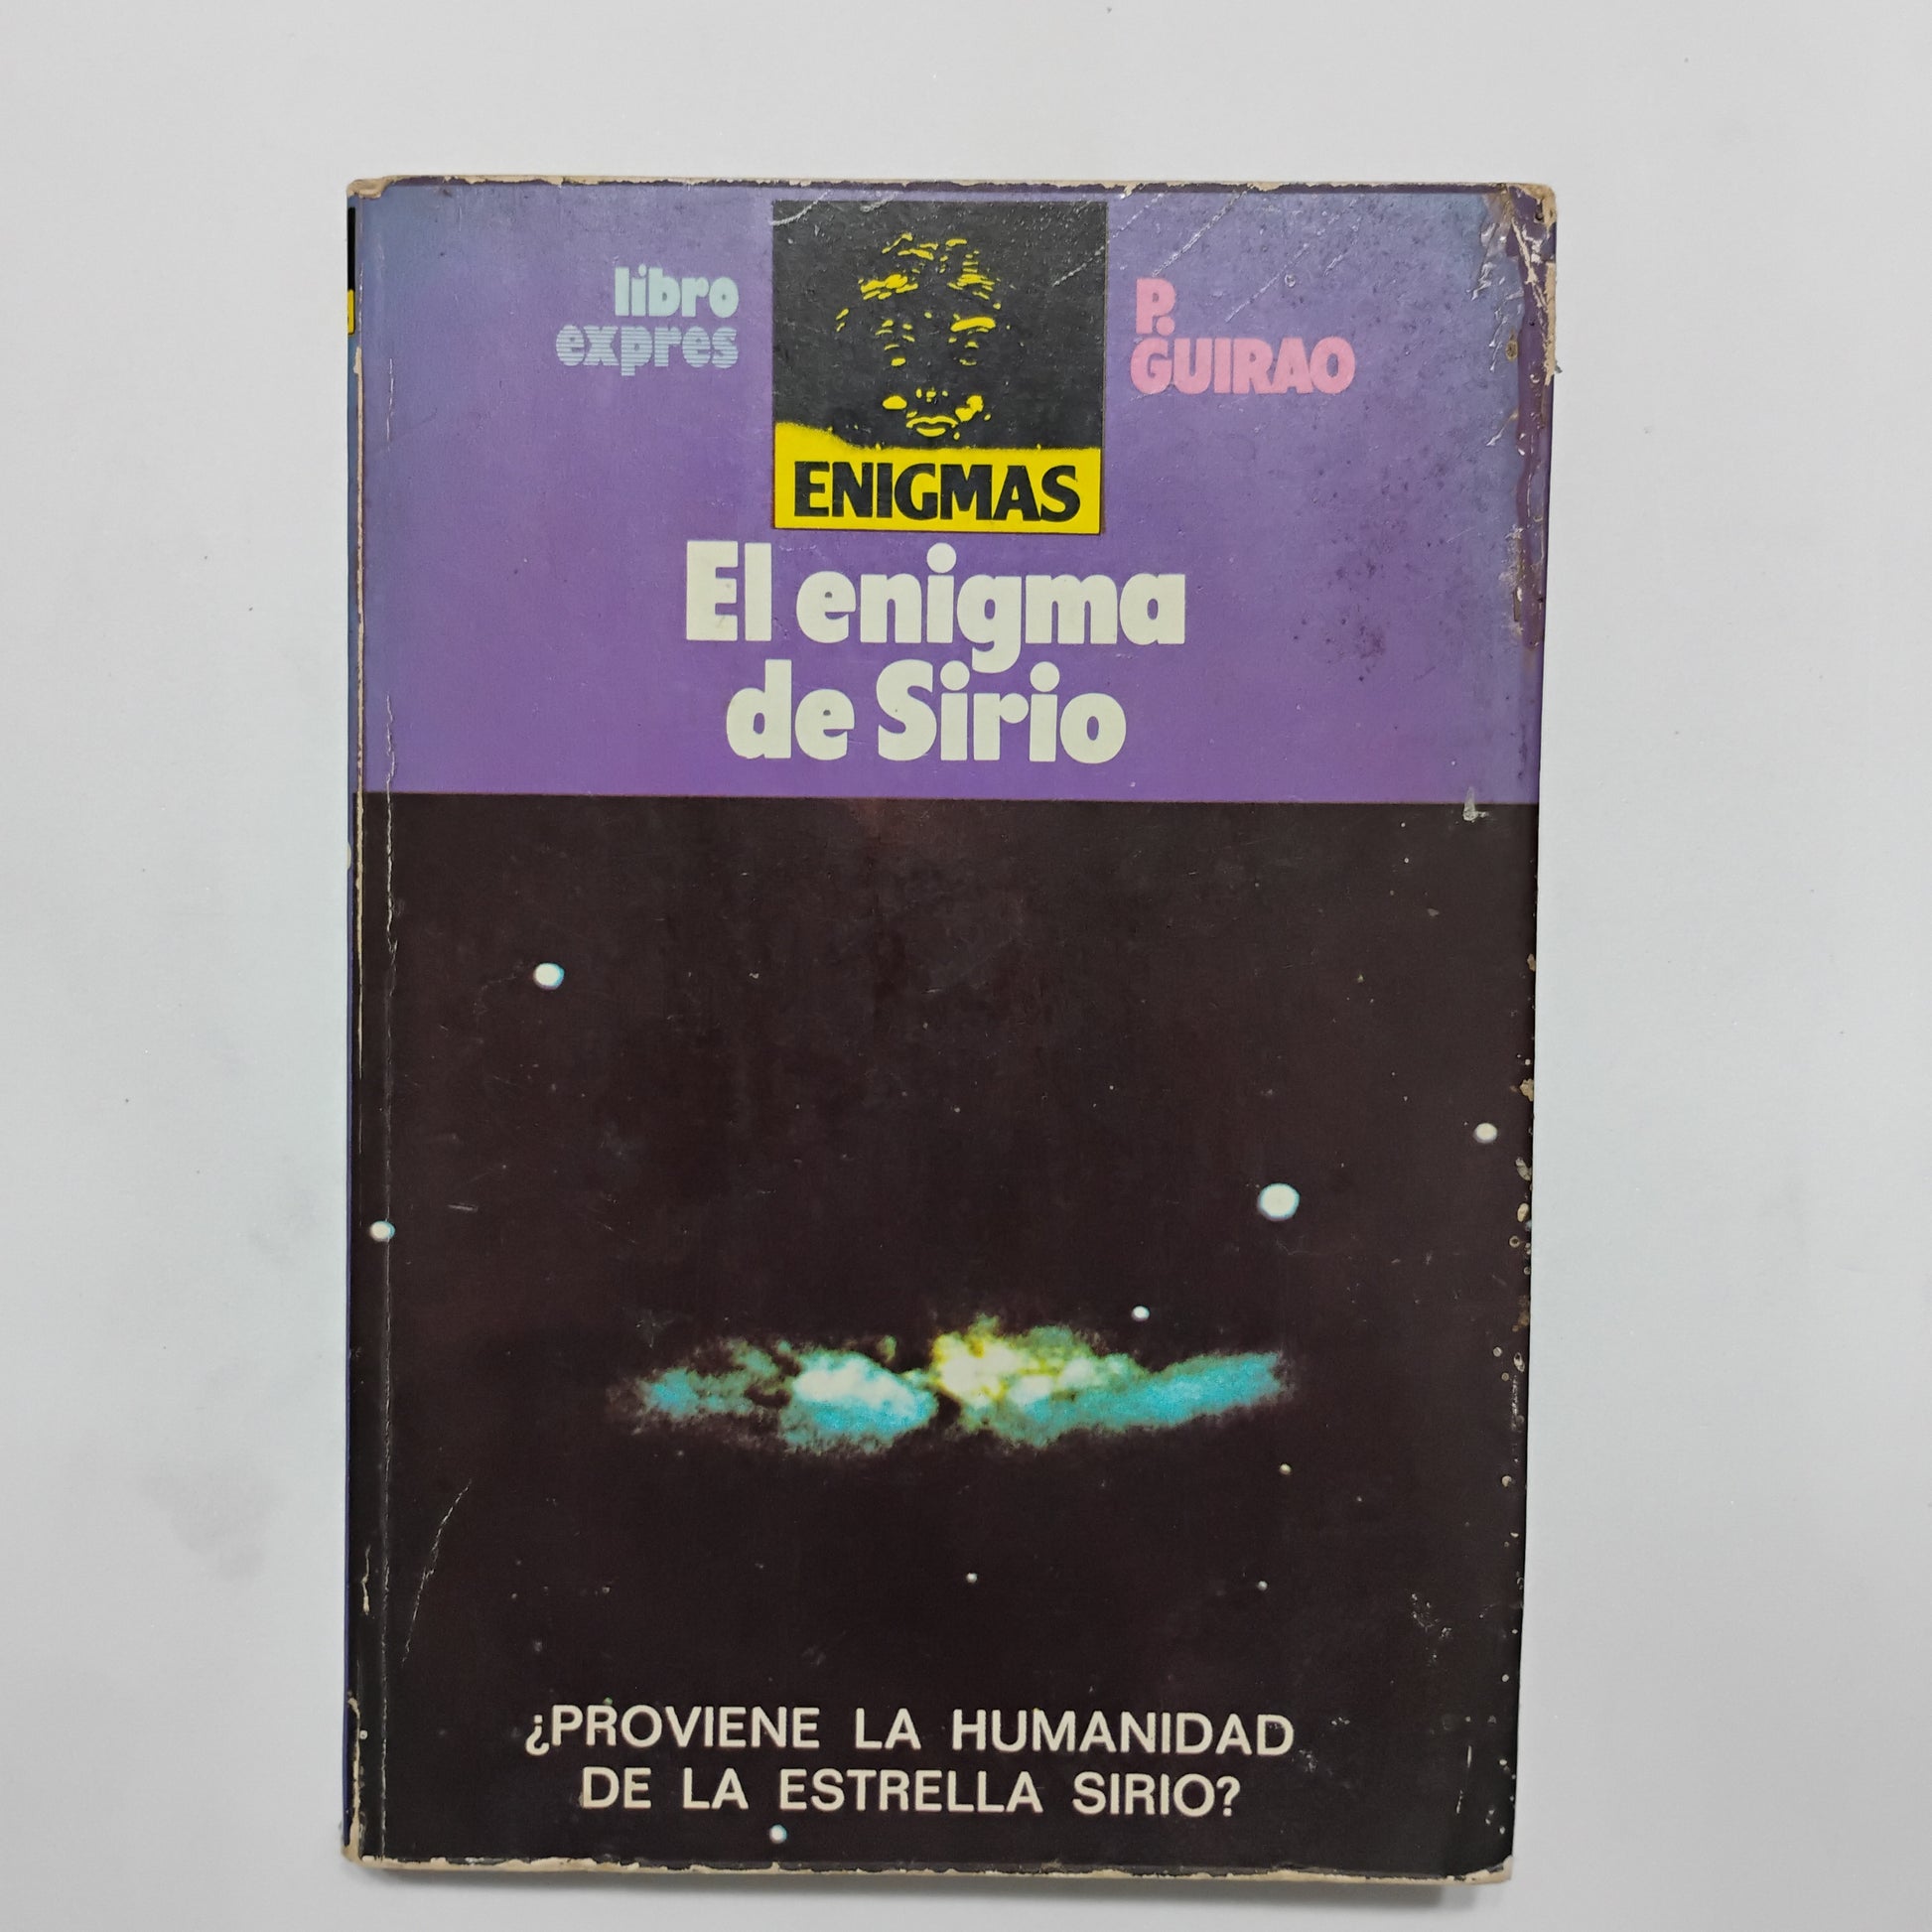 libro
expres
P.
GUIRAO
ENIGMAS
El enigma
de Sirio
¿PROVIENE LA HUMANIDAD
DE LA ESTRELLA SIRIO?